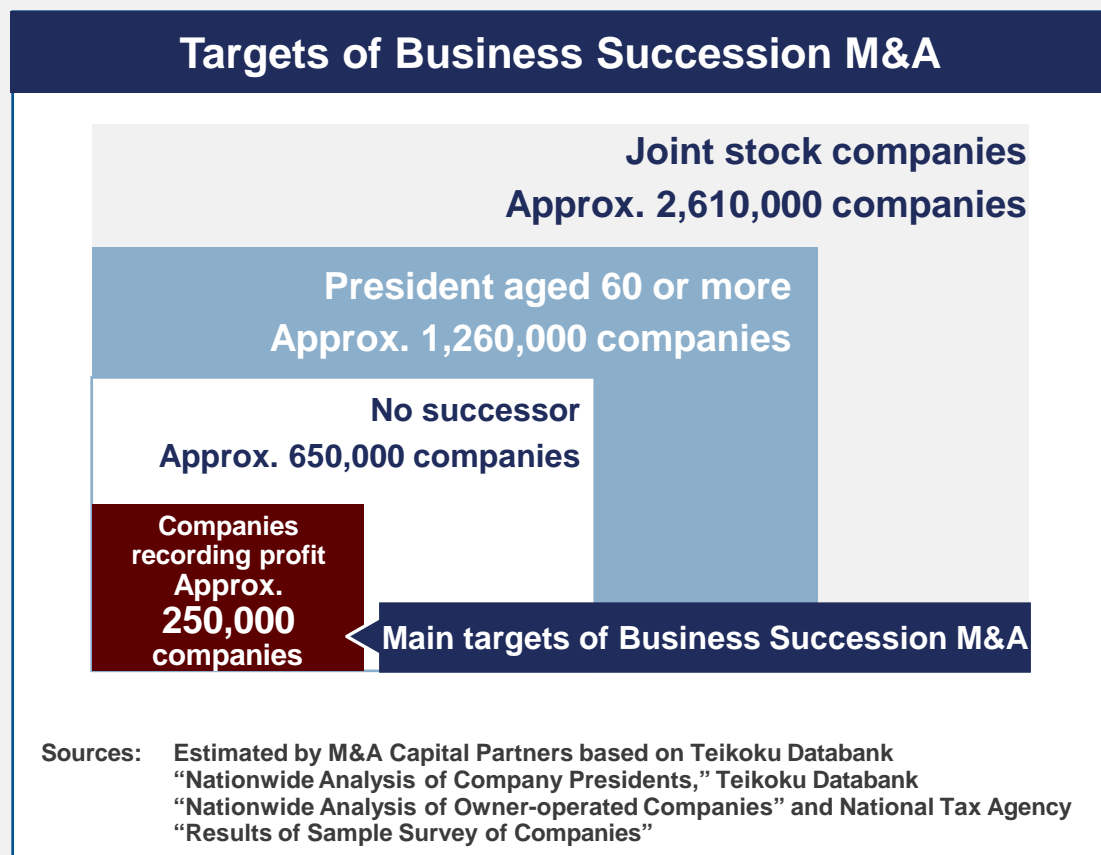 Targets of Business Succession M&A
Joint stock companies
Approx. 2,610,000 companies
President aged 60 or more
Approx. 1,260,000 companies
No successor
Approx. 650,000 companies
Companies
recording profit
Approx.
250,000
companies
Main targets of Business Succession M&A
Sources: Estimated by M&A Capital Partners based on Teikoku Databank
“Nationwide Analysis of Company Presidents,” Teikoku Databank
“Nationwide Analysis of Owner-operated Companies” and National Tax Agency
“Results of Sample Survey of Companies”